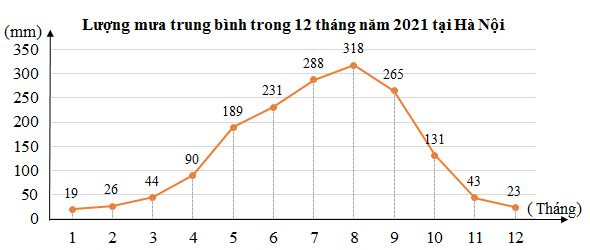 Lượng mưa trung bình trong 12 tháng năm 2021 tại Hà Nội
(mm)
350
300
250
200
150
100
50
0
19 26 44 90 189 231 288 318 265 131 43 23
1 2 3 4 5 6 7 8 9 10 11 12
( Tháng)